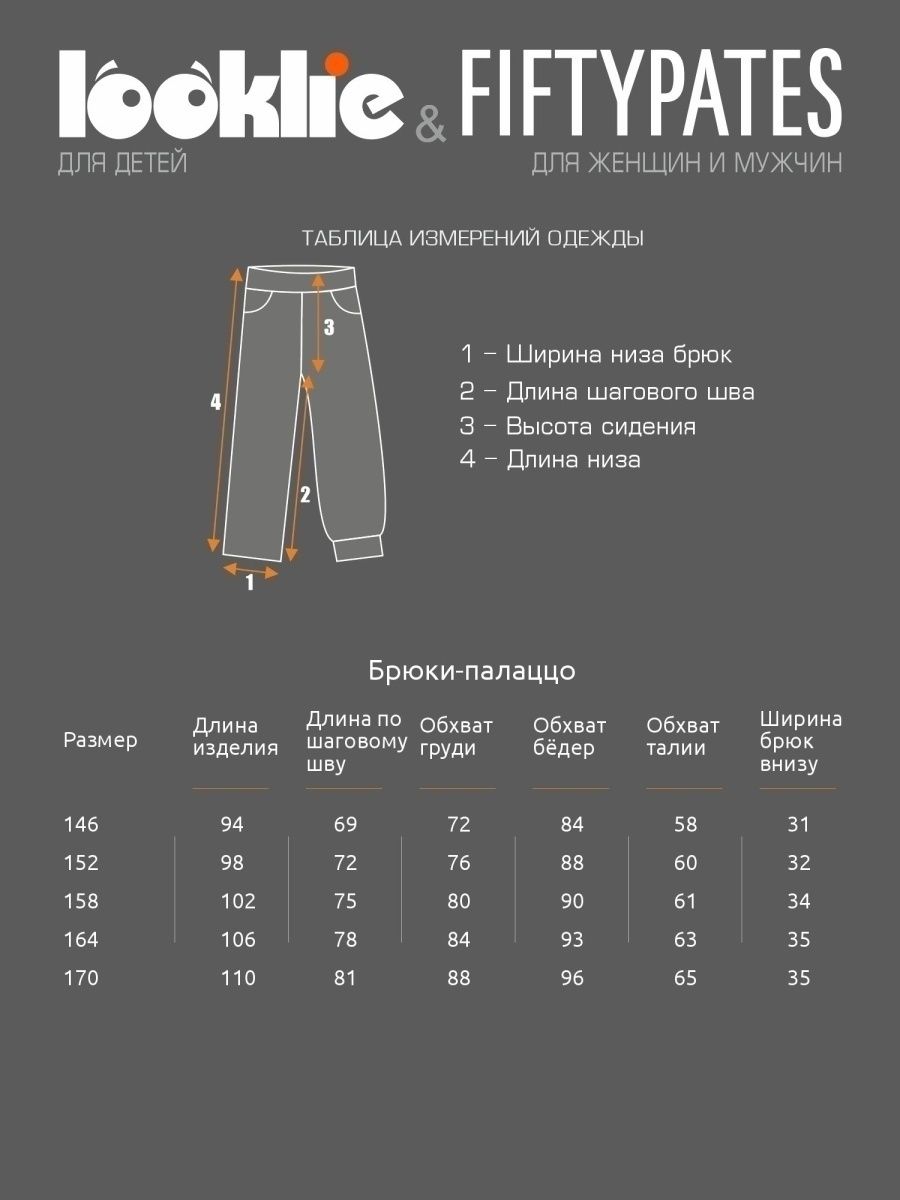 looklie & FIFTYPATES
ДЛЯ ДЕТЕЙ ДЛЯ ЖЕНЩИН И МУЖЧИН
ТАБЛИЦА ИЗМЕРЕНИЙ ОДЕЖДЫ
3
4
2
1
1 – Ширина низа брюк
2 – Длина шагового шва
3 – Высота сидения
4 – Длина низа
Брюки-палаццо
Размер
Длина
изделия
Длина по
шаговому
шву
Обхват
груди
Обхват
бёдер
Обхват
талии
Ширина
брюк
внизу
146 94 69 72 84 58 31
152 98 72 76 88 60 32
158 102 75 80 90 61 34
164 106 78 84 93 63 35
170 110 81 88 96 65 35